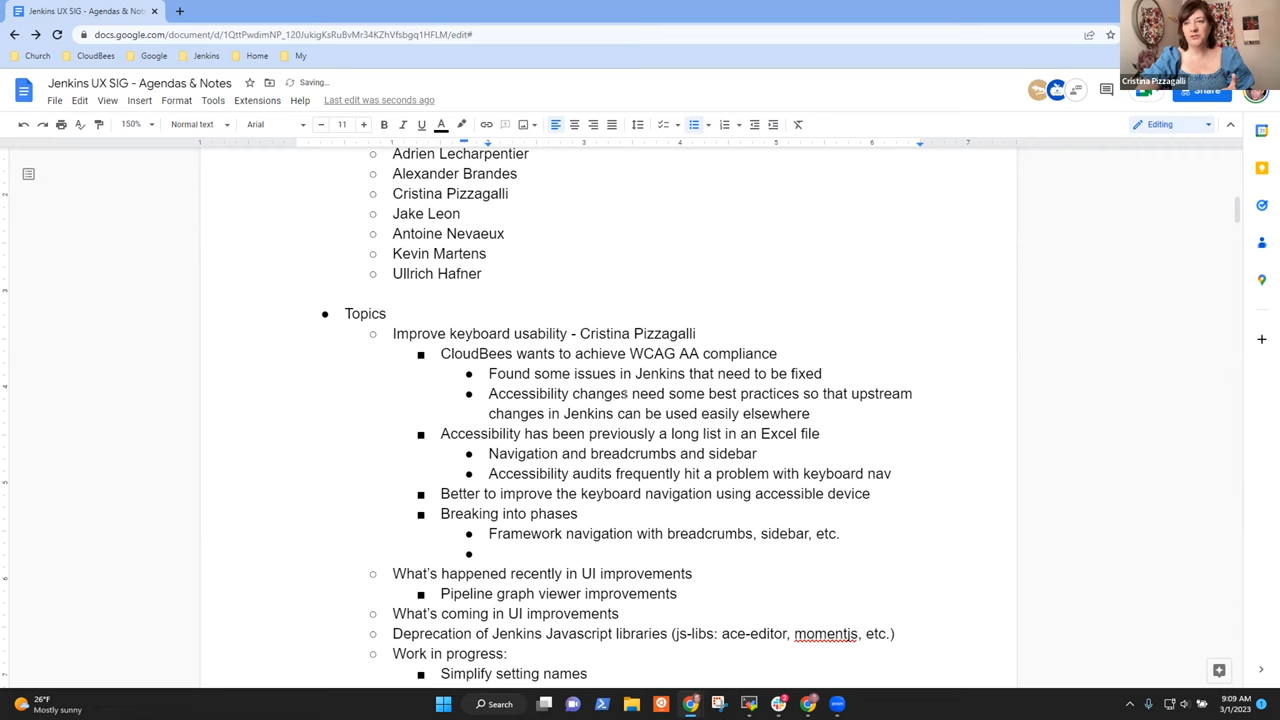 Jenkins UX SIG - Agendas & Not
docs.google.com/document/d/1QttPwdimNP_120JukigKsRuBvMr34KZhVfsbgq1HFLM/edit#
Church
CloudBees
Google
Jenkins
Home
My
Cristina Pizzagalli
Jenkins UX SIG - Agendas & Notes
Saving...
File Edit View Insert Format Tools Extensions Help Last edit was seconds ago
Share
150% Normal text Arial 11 Editing
1 1 2 3 4 5 6 7
Adrien Lecharpentier
Alexander Brandes
Cristina Pizzagalli
Jake Leon
Antoine Nevaeux
Kevin Martens
Ullrich Hafner
Topics
Improve keyboard usability - Cristina Pizzagalli
CloudBees wants to achieve WCAG AA compliance
Found some issues in Jenkins that need to be fixed
Accessibility changes need some best practices so that upstream
changes in Jenkins can be used easily elsewhere
Accessibility has been previously a long list in an Excel file
Navigation and breadcrumbs and sidebar
Accessibility audits frequently hit a problem with keyboard nav
Better to improve the keyboard navigation using accessible device
Breaking into phases
Framework navigation with breadcrumbs, sidebar, etc.
What's happened recently in UI improvements
Pipeline graph viewer improvements
What's coming in UI improvements
Deprecation of Jenkins Javascript libraries (js-libs: ace-editor, momentjs, etc.)
Work in progress:
Simplify setting names
26°F
Mostly sunny
Search
9:09 AM
3/1/2023